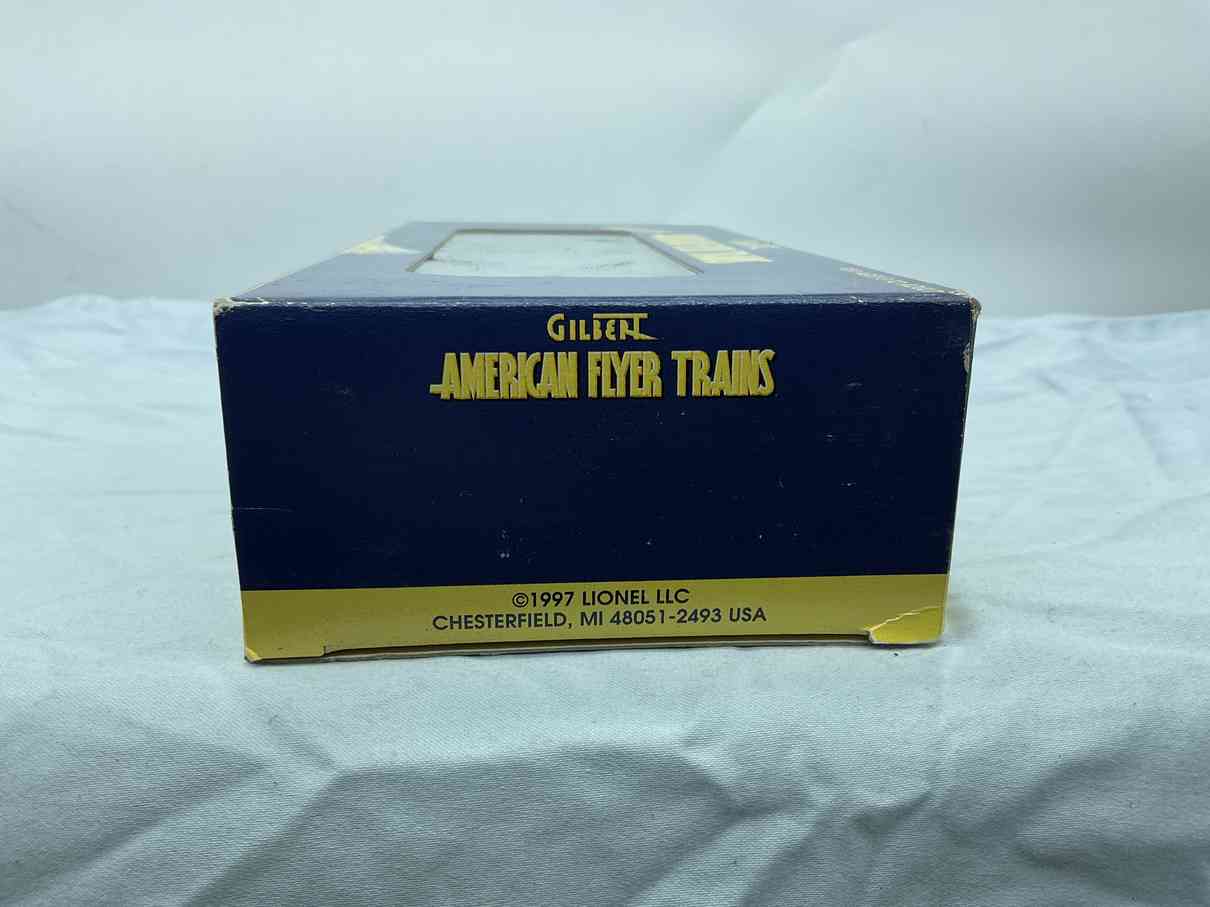 GILBERT
AMERICAN FLYER TRAINS
©1997 LIONEL LLC
CHESTERFIELD, MI 48051-2493 USA